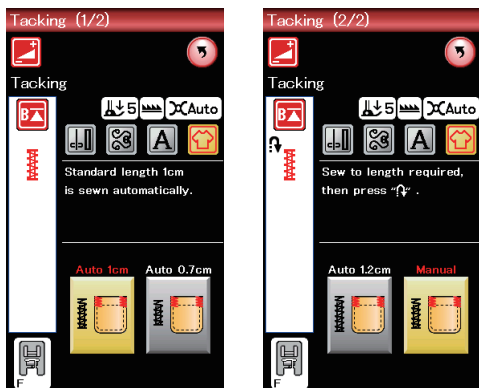 Tacking (1/2)
Tacking
B
5
Auto
A
Standard length 1cm
is sewn automatically.
Auto 1cm
Auto 0.7cm
F
Tacking (2/2)
Tacking
B
5
Auto
A
Sew to length required,
then press “ ”.
Auto 1.2cm
Manual
F